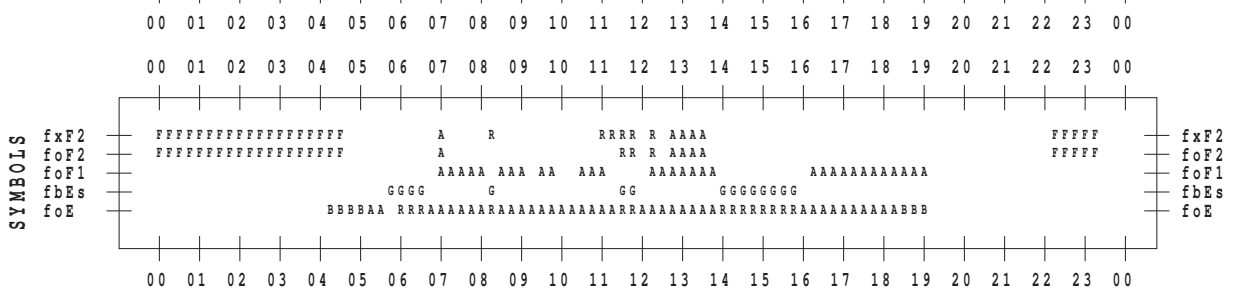 00 01 02 03 04 05 06 07 08 09 10 11 12 13 14 15 16 17 18 19 20 21 22 23 00
00 01 02 03 04 05 06 07 08 09 10 11 12 13 14 15 16 17 18 19 20 21 22 23 00
SYMBOLS
fxF2 FFFFFFFFFFFFFFFFFFF A R RRRR R AAAA FFFFF fxF2
foF2 FFFFFFFFFFFFFFFFFFF A RR R AAAA FFFFF foF2
foF1 AAAAA AAA AA AAA AAAAAAA AAAAAAAAAAAA foF1
fbEs GGGG G GG GGGGGGGG fbEs
foE BBBBAA RRRAAAAAARAAAAAAAAAAAARRAAAAAAAARRRRRRRRAAAAAAAAAABBB foE
00 01 02 03 04 05 06 07 08 09 10 11 12 13 14 15 16 17 18 19 20 21 22 23 00